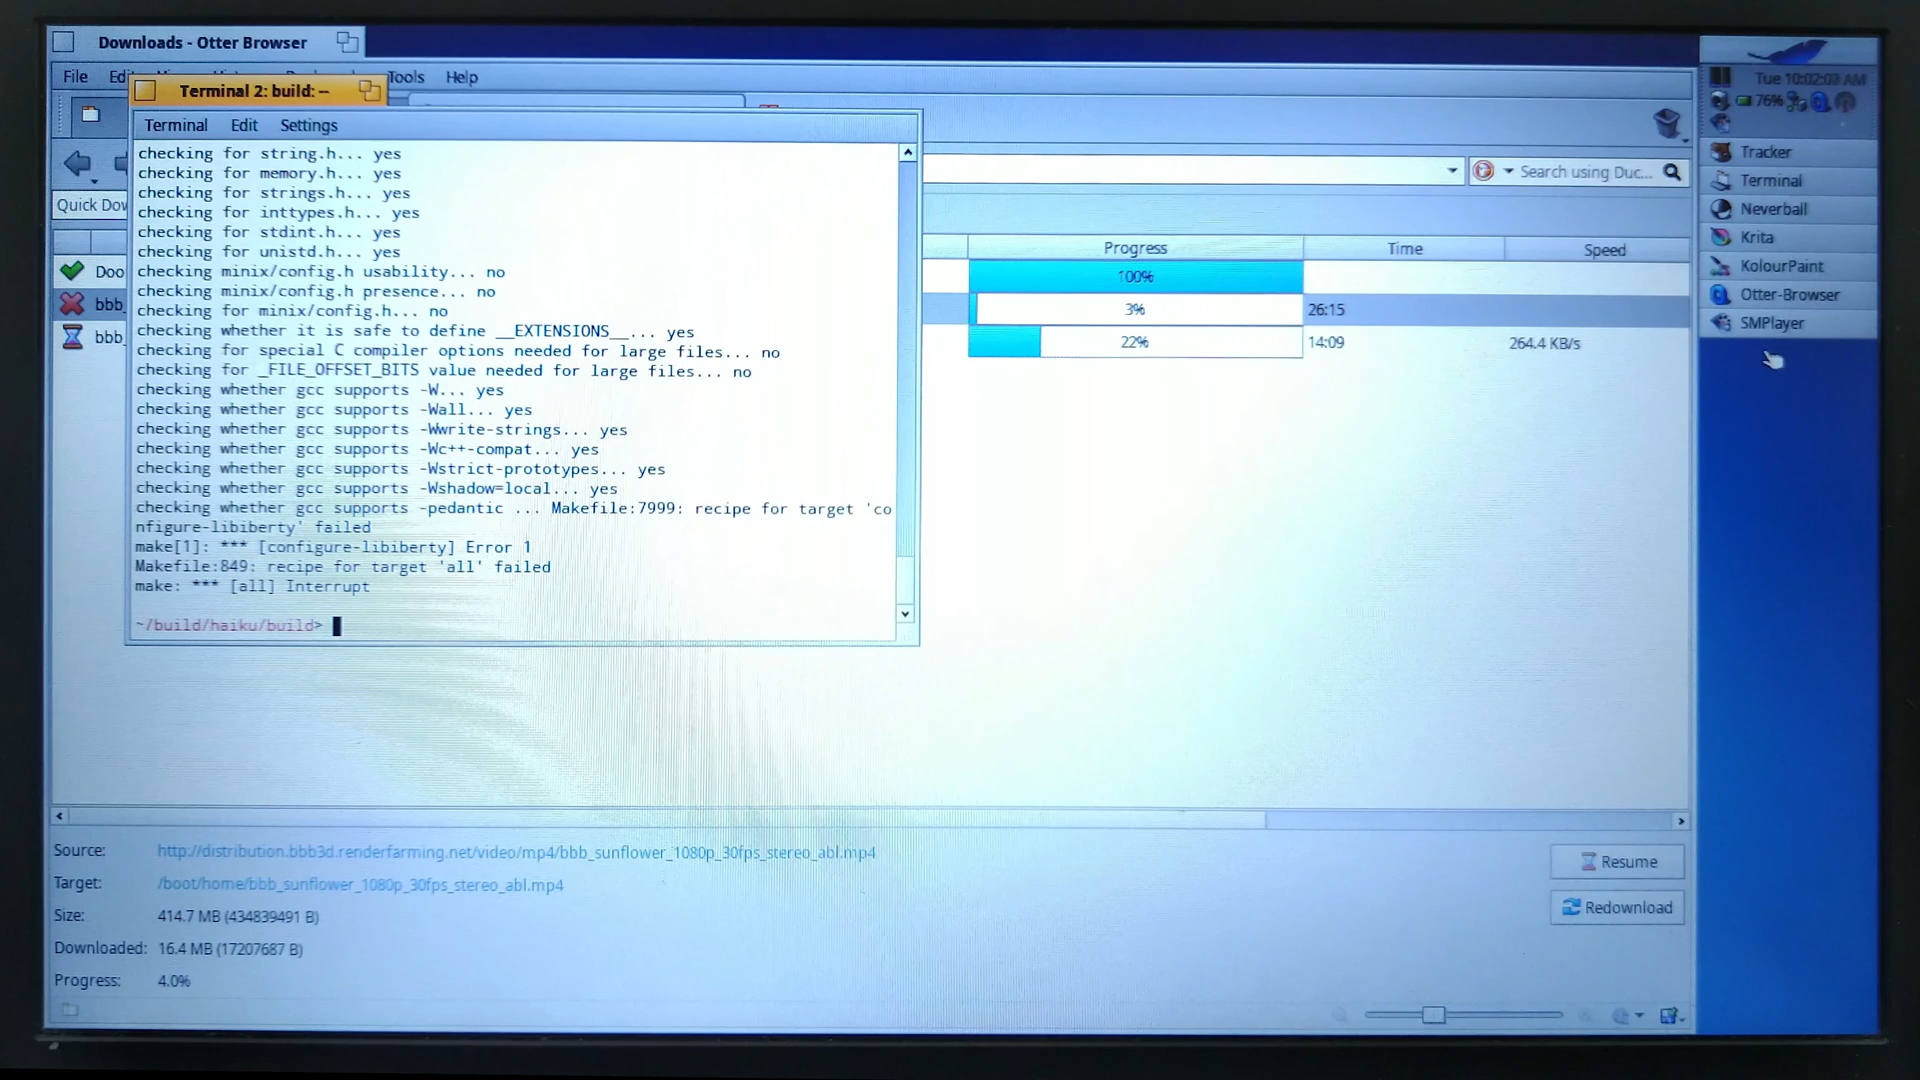 Downloads - Otter Browser
File
Tools Help
Terminal 2: build: --
Terminal Edit Settings
checking for string.h... yes
checking for memory.h... yes
checking for strings.h... yes
checking for inttypes.h... yes
checking for stdint.h... yes
checking for unistd.h... yes
checking minix/config.h usability... no
checking minix/config.h presence... no
checking for minix/config.h... no
checking whether it is safe to define __EXTENSIONS__... yes
checking for special C compiler options needed for large files... no
checking for _FILE_OFFSET_BITS value needed for large files... no
checking whether gcc supports -W... yes
checking whether gcc supports -Wall... yes
checking whether gcc supports -Wwrite-strings... yes
checking whether gcc supports -Wc++-compat... yes
checking whether gcc supports -Wstrict-prototypes... yes
checking whether gcc supports -Wshadow=local... yes
checking whether gcc supports -pedantic ... Makefile:7999: recipe for target 'co
nfigure-libiberty' failed
make[1]: *** [configure-libiberty] Error 1
Makefile:849: recipe for target 'all' failed
make: *** [all] Interrupt
~/build/haiku/build>
Quick Dow
Doo
bbb_
bbb_
Search using Duc...
Progress Time Speed
100%
3% 26:15
22% 14:09 264.4 KB/s
Source: http://distribution.bbb3d.renderfarming.net/video/mp4/bbb_sunflower_1080p_30fps_stereo_abl.mp4
Target: /boot/home/bbb_sunflower_1080p_30fps_stereo_abl.mp4
Size: 414.7 MB (434839491 B)
Downloaded: 16.4 MB (17207687 B)
Progress: 4.0%
Resume
Redownload
Tue 10:02:02 AM
76%
Tracker
Terminal
Neverball
Krita
KolourPaint
Otter-Browser
SMPlayer